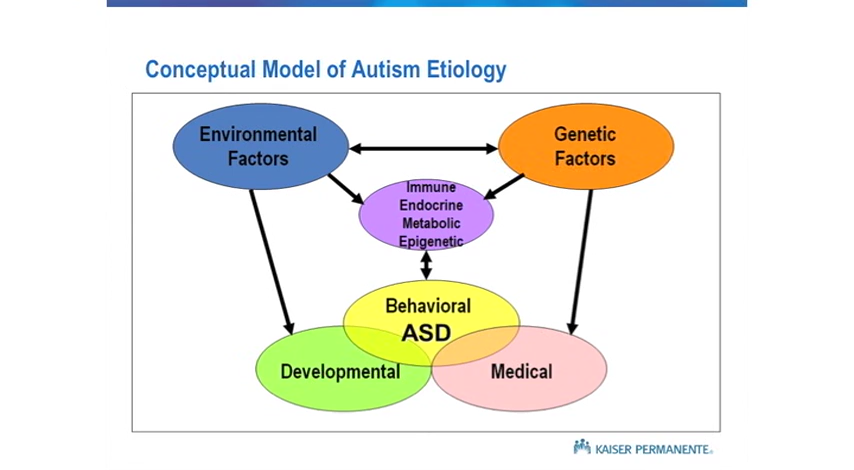 Conceptual Model of Autism Etiology
Environmental
Factors
Genetic
Factors
Immune
Endocrine
Metabolic
Epigenetic
Behavioral
ASD
Developmental
Medical
KAISER PERMANENTE®